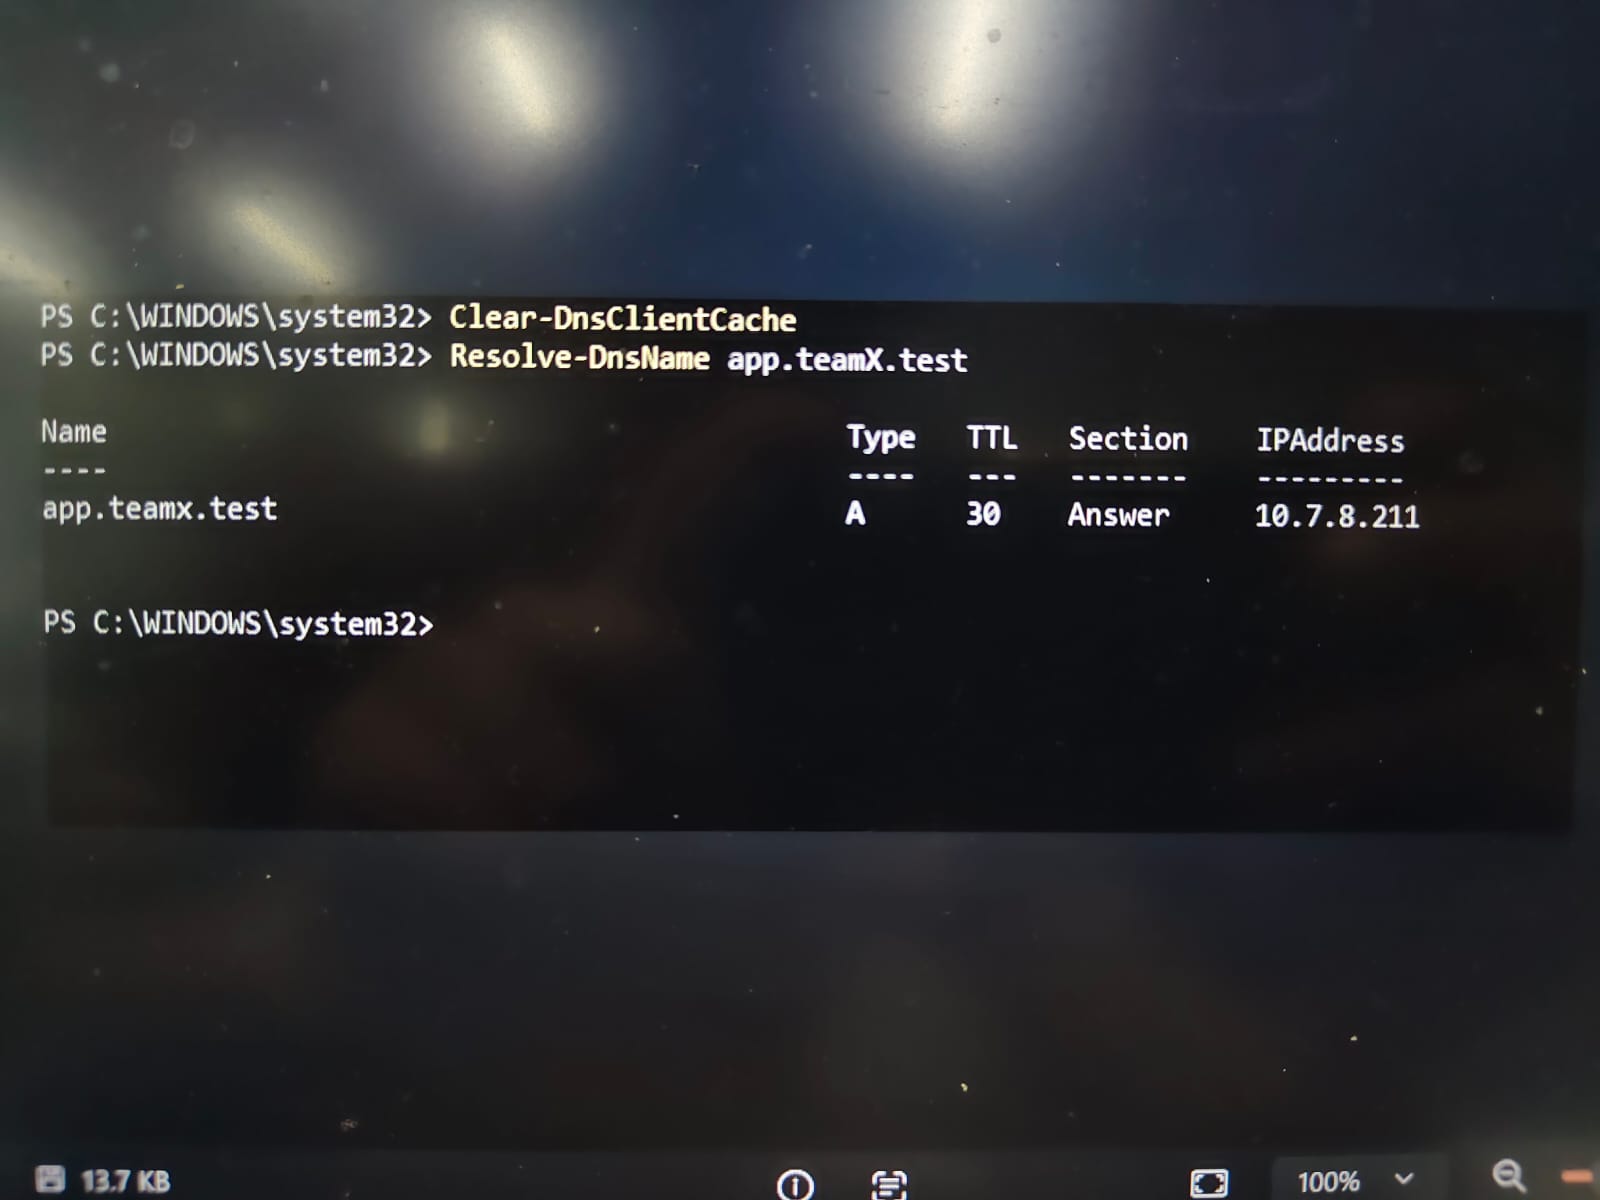 PS C:\WINDOWS\system32> Clear-DnsClientCache
PS C:\WINDOWS\system32> Resolve-DnsName app.teamX.test
Name Type TTL Section IPAddress
---- ---- --- ------- ---------
app.teamx.test A 30 Answer 10.7.8.211
PS C:\WINDOWS\system32>
13.7 KB 100%